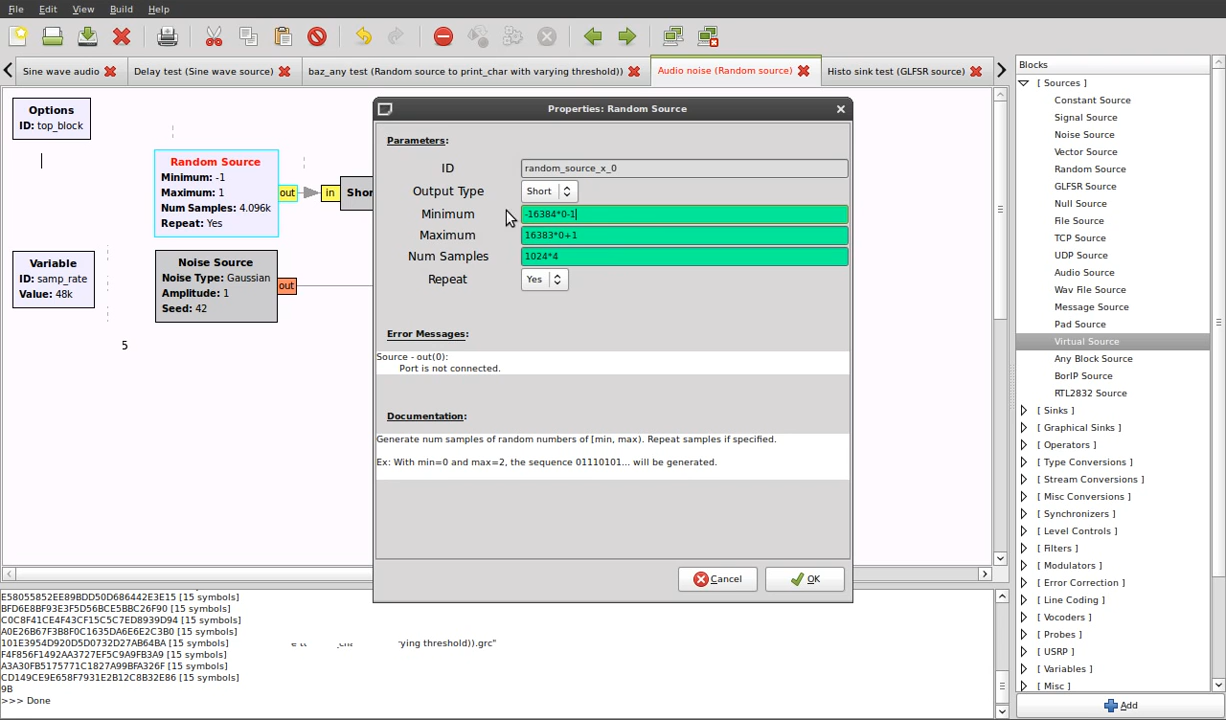 File Edit View Build Help
Sine wave audio
Delay test (Sine wave source)
baz_any test (Random source to print_char with varying threshold))
Audio noise (Random source)
Histo sink test (GLFSR source)
Options
ID: top_block
Random Source
Minimum: -1
Maximum: 1
Num Samples: 4.096k
Repeat: Yes
out
in
Shor
Variable
ID: samp_rate
Value: 48k
Noise Source
Noise Type: Gaussian
Amplitude: 1
Seed: 42
out
5
Properties: Random Source
Parameters:
ID random_source_x_0
Output Type Short
Minimum -16384*0-1
Maximum 16383*0+1
Num Samples 1024*4
Repeat Yes
Error Messages:
Source - out(0):
Port is not connected.
Documentation:
Generate num samples of random numbers of [min, max). Repeat samples if specified.
Ex: With min=0 and max=2, the sequence 01110101... will be generated.
Cancel
OK
E58055852EE89BDD50D686442E3E15 [15 symbols]
BFD6E8BF93E3F5D56BCE5BBC26F90 [15 symbols]
C0C8F41CE4F43CF15C5C7ED8939D94 [15 symbols]
A0E26B67F3B8F0C1635DA6E6E2C3B0 [15 symbols]
101E3954D920D5D0732D27AB64BA [15 symbols] ying threshold)).grc"
F4F856F1492AA3727EF5C9A9FB3A9 [15 symbols]
A3A30FB5175771C1827A99BFA326F [15 symbols]
CD149CE9E658F7931E2B12C8B32E86 [15 symbols]
9B
>>> Done
Blocks
[ Sources ]
Constant Source
Signal Source
Noise Source
Vector Source
Random Source
GLFSR Source
Null Source
File Source
TCP Source
UDP Source
Audio Source
Wav File Source
Message Source
Pad Source
Virtual Source
Any Block Source
BorIP Source
RTL2832 Source
[ Sinks ]
[ Graphical Sinks ]
[ Operators ]
[ Type Conversions ]
[ Stream Conversions ]
[ Misc Conversions ]
[ Synchronizers ]
[ Level Controls ]
[ Filters ]
[ Modulators ]
[ Error Correction ]
[ Line Coding ]
[ Vocoders ]
[ Probes ]
[ USRP ]
[ Variables ]
[ Misc ]
Add